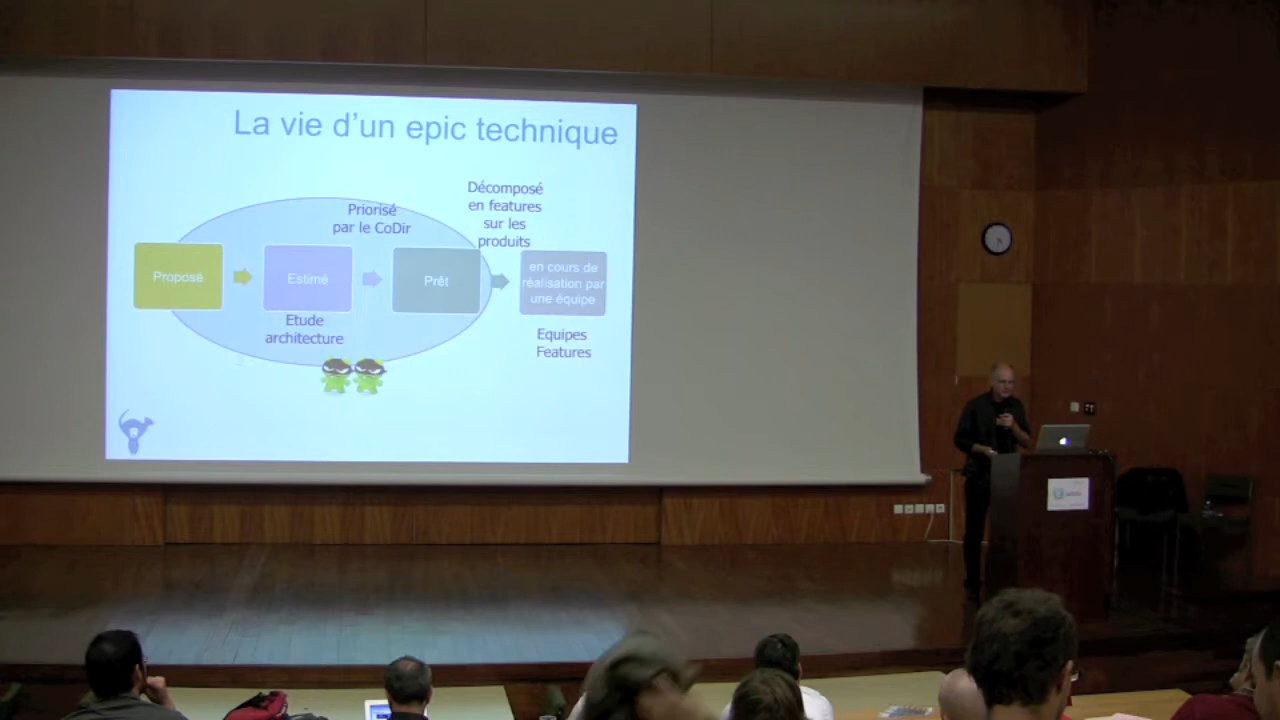 La vie d'un epic technique
Décomposé
en features
sur les
produits
Priorisé
par le CoDir
Proposé
Estimé
Prêt
en cours de
réalisation par
une équipe
Etude
architecture
Equipes
Features